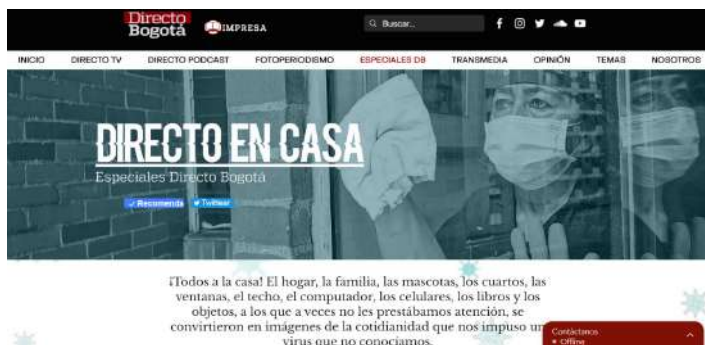 Directo
Bogotá
IMPRESA
Buscar...
INICIO
DIRECTO TV
DIRECTO PODCAST
FOTOPERIODISMO
ESPECIALES DB
TRANSMEDIA
OPINIÓN
TEMAS
NOSOTROS
DIRECTO EN CASA
Especiales Directo Bogotá
Recomenda
Twittear
¡Todos a la casa! El hogar, la familia, las mascotas, los cuartos, las
ventanas, el techo, el computador, los celulares, los libros y los
objetos, a los que a veces no les prestábamos atención, se
convirtieron en imágenes de la cotidianidad que nos impuso un
virus que no conocíamos.
Contáctanos
Offline